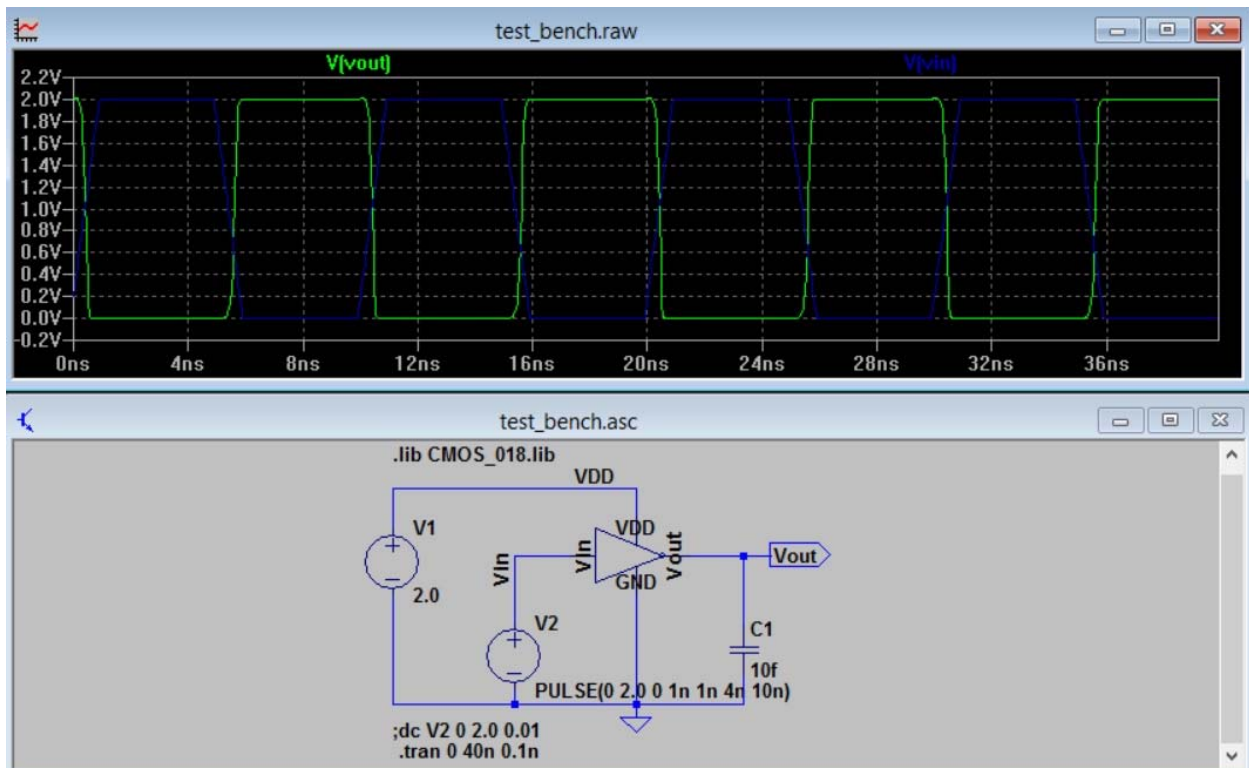 test_bench.raw
V(vout) V(vin)
2.2V
2.0V
1.8V
1.6V
1.4V
1.2V
1.0V
0.8V
0.6V
0.4V
0.2V
0.0V
-0.2V
0ns 4ns 8ns 12ns 16ns 20ns 24ns 28ns 32ns 36ns
test_bench.asc
.lib CMOS_018.lib
VDD
V1
2.0
VDD
Vin
Vin
Vout
GND
Vout
V2
C1
10f
PULSE(0 2.0 0 1n 1n 4n 10n)
;dc V2 0 2.0 0.01
.tran 0 40n 0.1n